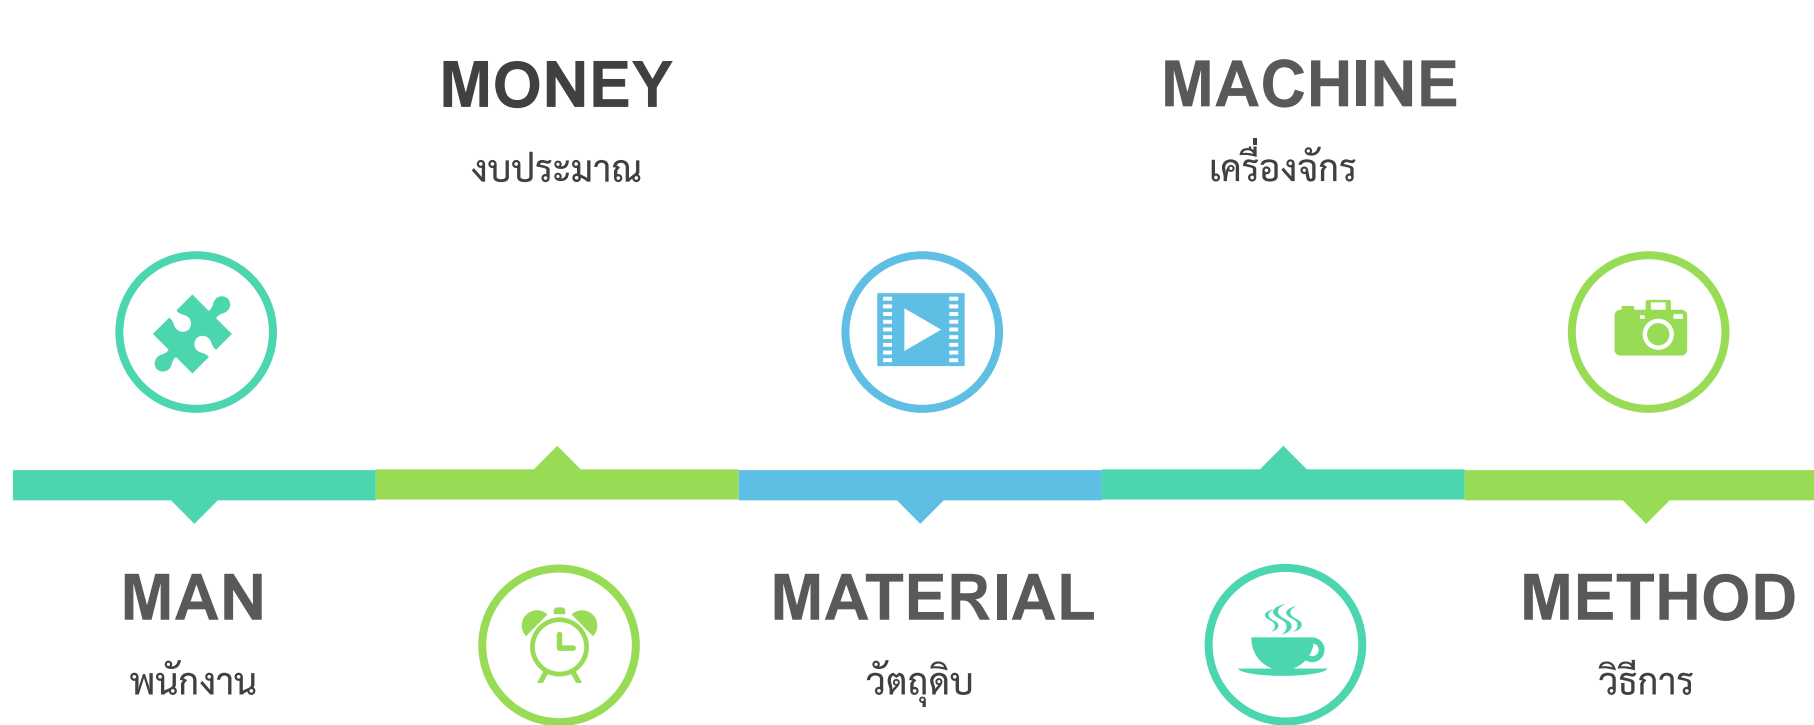 MONEY
งบประมาณ
MACHINE
เครื่องจักร
MAN
พนักงาน
MATERIAL
วัตถุดิบ
METHOD
วิธีการ